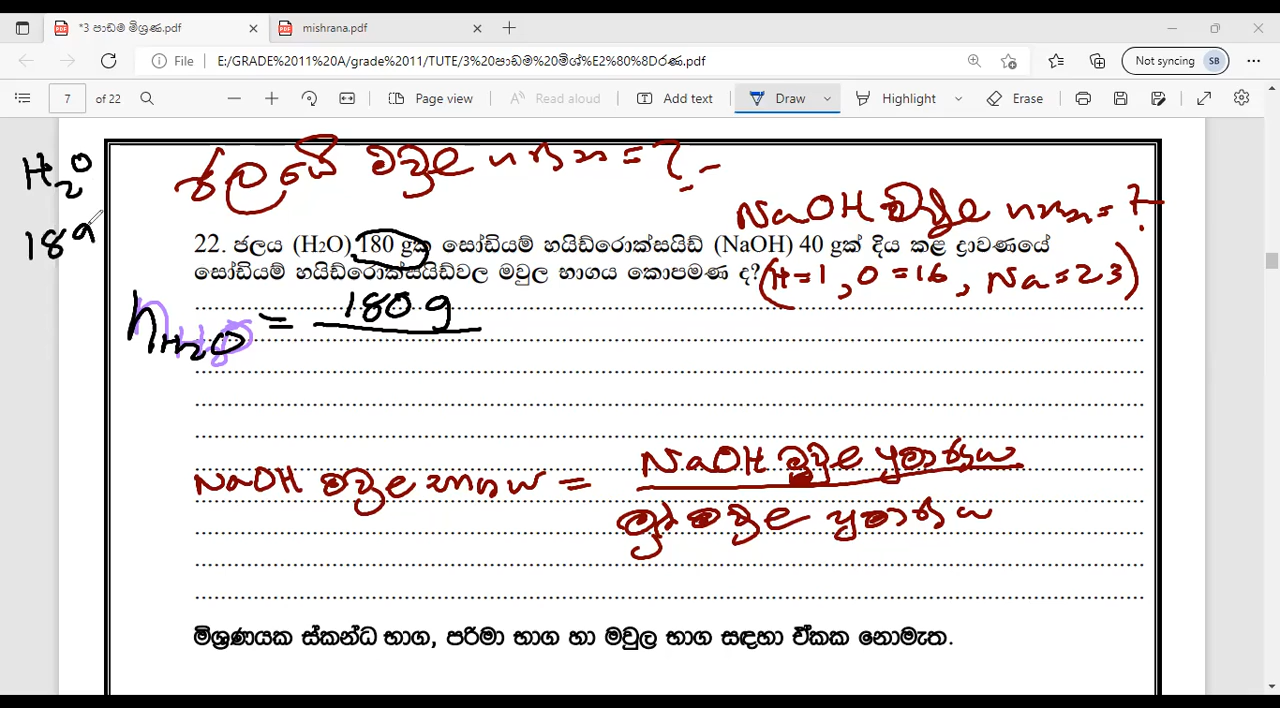 *3 පාඩම මිශ්‍රණ.pdf
mishrana.pdf
File E:/GRADE%2011%20A/grade%2011/TUTE/3%20පාඩම%20මිශ්%E2%80%8Dරණ.pdf Not syncing SB
7 of 22 Page view Read aloud Add text Draw Highlight Erase
H2O
18g
ජලයේ මවුල ගණන = ?
NaOH මවුල ගණන = ?
22. ජලය (H2O) 180 gක සෝඩියම් හයිඩ්රොක්සයිඩ් (NaOH) 40 gක් දිය කළ ද්‍රාවණයේ
සෝඩියම් හයිඩ්රොක්සයිඩ්වල මවුල භාගය කොපමණ ද?
(H=1, O=16, Na=23)
nH2O = 180 g
NaOH මවුල භාගය = NaOH මවුල ප්‍රමාණය
මුළු මවුල ප්‍රමාණය
මිශ්‍රණයක ස්කන්ධ භාග, පරිමා භාග හා මවුල භාග සඳහා ඒකක නොමැත.